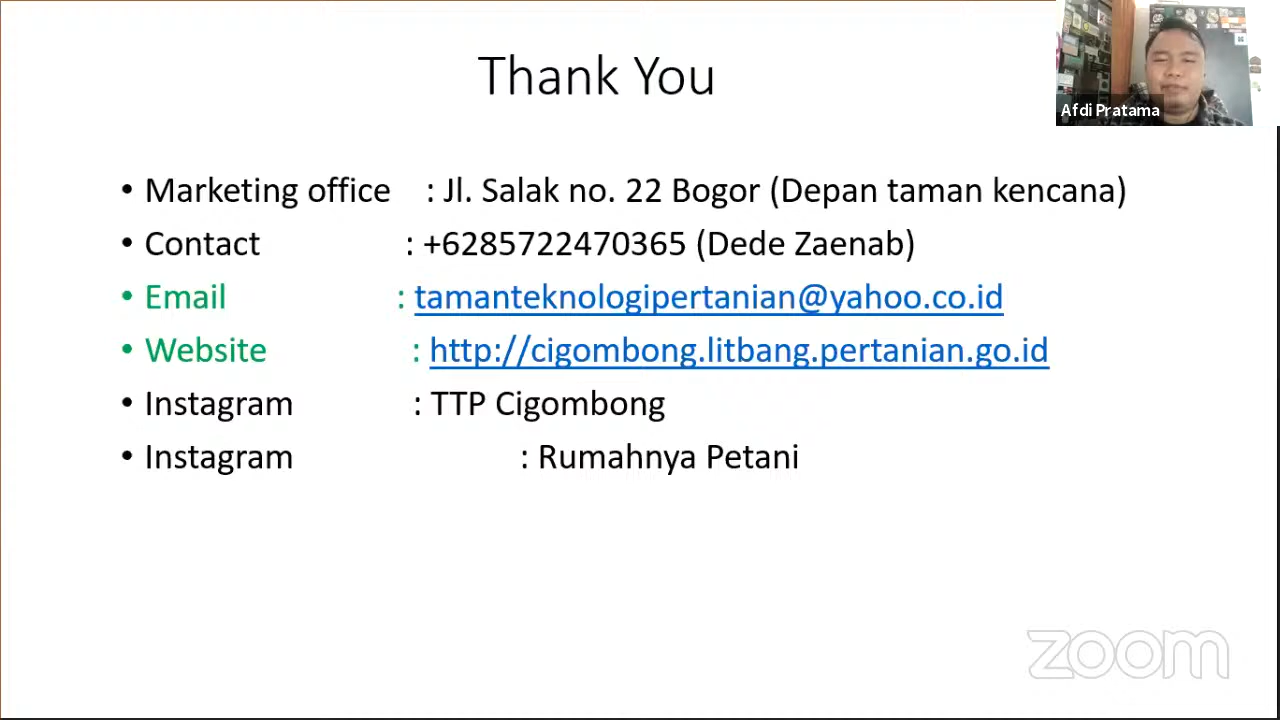 Thank You
Afdi Pratama
• Marketing office : Jl. Salak no. 22 Bogor (Depan taman kencana)
• Contact : +6285722470365 (Dede Zaenab)
• Email : tamanteknologipertanian@yahoo.co.id
• Website : http://cigombong.litbang.pertanian.go.id
• Instagram : TTP Cigombong
• Instagram : Rumahnya Petani
zoom